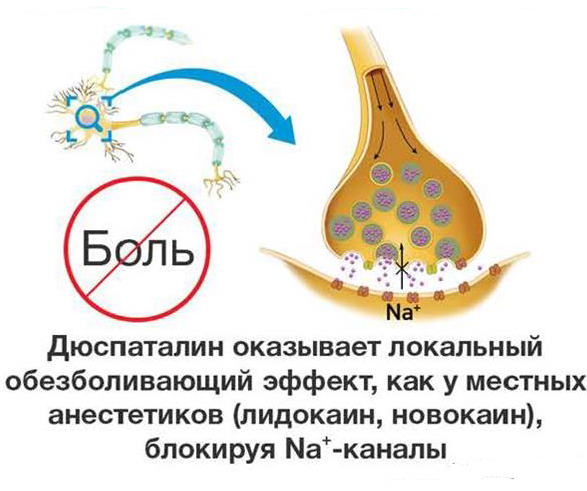 Боль
Na⁺
Дюспаталин оказывает локальный
обезболивающий эффект, как у местных
анестетиков (лидокаин, новокаин),
блокируя Na⁺-каналы